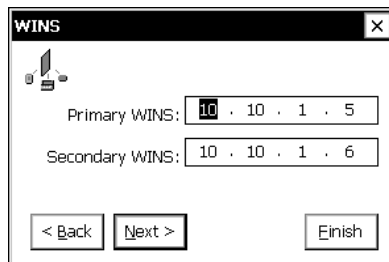 WINS
Primary WINS: 10 . 10 . 1 . 5
Secondary WINS: 10 . 10 . 1 . 6
< Back Next > Finish